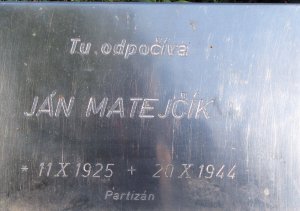 Tu odpočíva
JÁN MATEJČÍK
* 11 X 1925 + 20 X 1944
Partizán